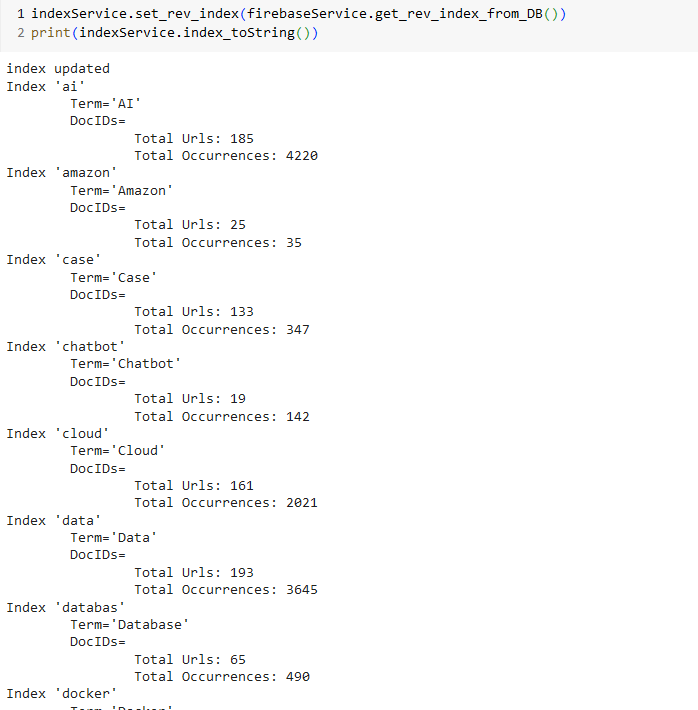 1 indexService.set_rev_index(firebaseService.get_rev_index_from_DB())
2 print(indexService.index_toString())
index updated
Index 'ai'
Term='AI'
DocIDs=
Total Urls: 185
Total Occurrences: 4220
Index 'amazon'
Term='Amazon'
DocIDs=
Total Urls: 25
Total Occurrences: 35
Index 'case'
Term='Case'
DocIDs=
Total Urls: 133
Total Occurrences: 347
Index 'chatbot'
Term='Chatbot'
DocIDs=
Total Urls: 19
Total Occurrences: 142
Index 'cloud'
Term='Cloud'
DocIDs=
Total Urls: 161
Total Occurrences: 2021
Index 'data'
Term='Data'
DocIDs=
Total Urls: 193
Total Occurrences: 3645
Index 'databas'
Term='Database'
DocIDs=
Total Urls: 65
Total Occurrences: 490
Index 'docker'
Term='Docker'